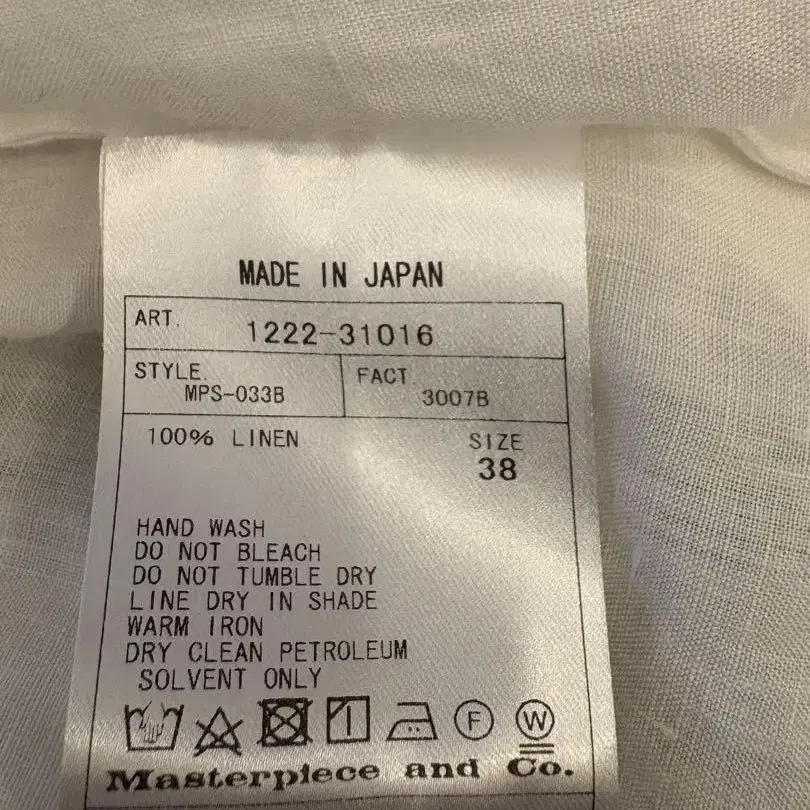 MADE IN JAPAN
ART. 1222-31016
STYLE. MPS-033B
FACT. 3007B
100% LINEN
SIZE
38
HAND WASH
DO NOT BLEACH
DO NOT TUMBLE DRY
LINE DRY IN SHADE
WARM IRON
DRY CLEAN PETROLEUM
SOLVENT ONLY
F W
Masterpiece and Co.